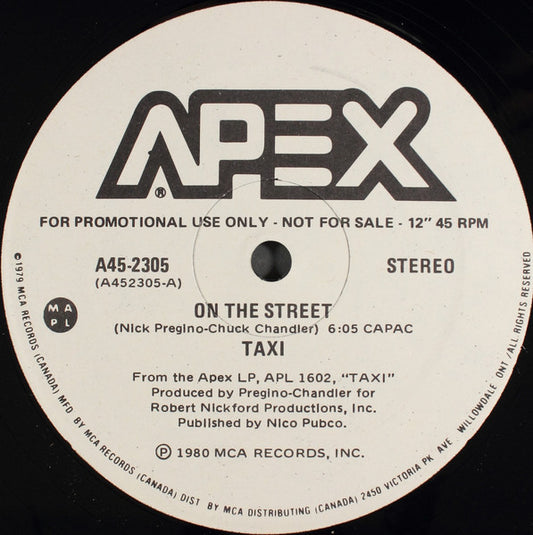 APEX
®
FOR PROMOTIONAL USE ONLY - NOT FOR SALE - 12" 45 RPM
A45-2305
(A452305-A)
STEREO
M A
P L
ON THE STREET
(Nick Pregino-Chuck Chandler) 6:05 CAPAC
TAXI
From the Apex LP, APL 1602, "TAXI"
Produced by Pregino-Chandler for
Robert Nickford Productions, Inc.
Published by Nico Pubco.
Ⓟ 1980 MCA RECORDS, INC.
©1979 MCA RECORDS (CANADA) MFD BY MCA RECORDS (CANADA) DIST BY MCA DISTRIBUTING (CANADA) 2450 VICTORIA PK AVE WILLOWDALE ONT /ALL RIGHTS RESERVED